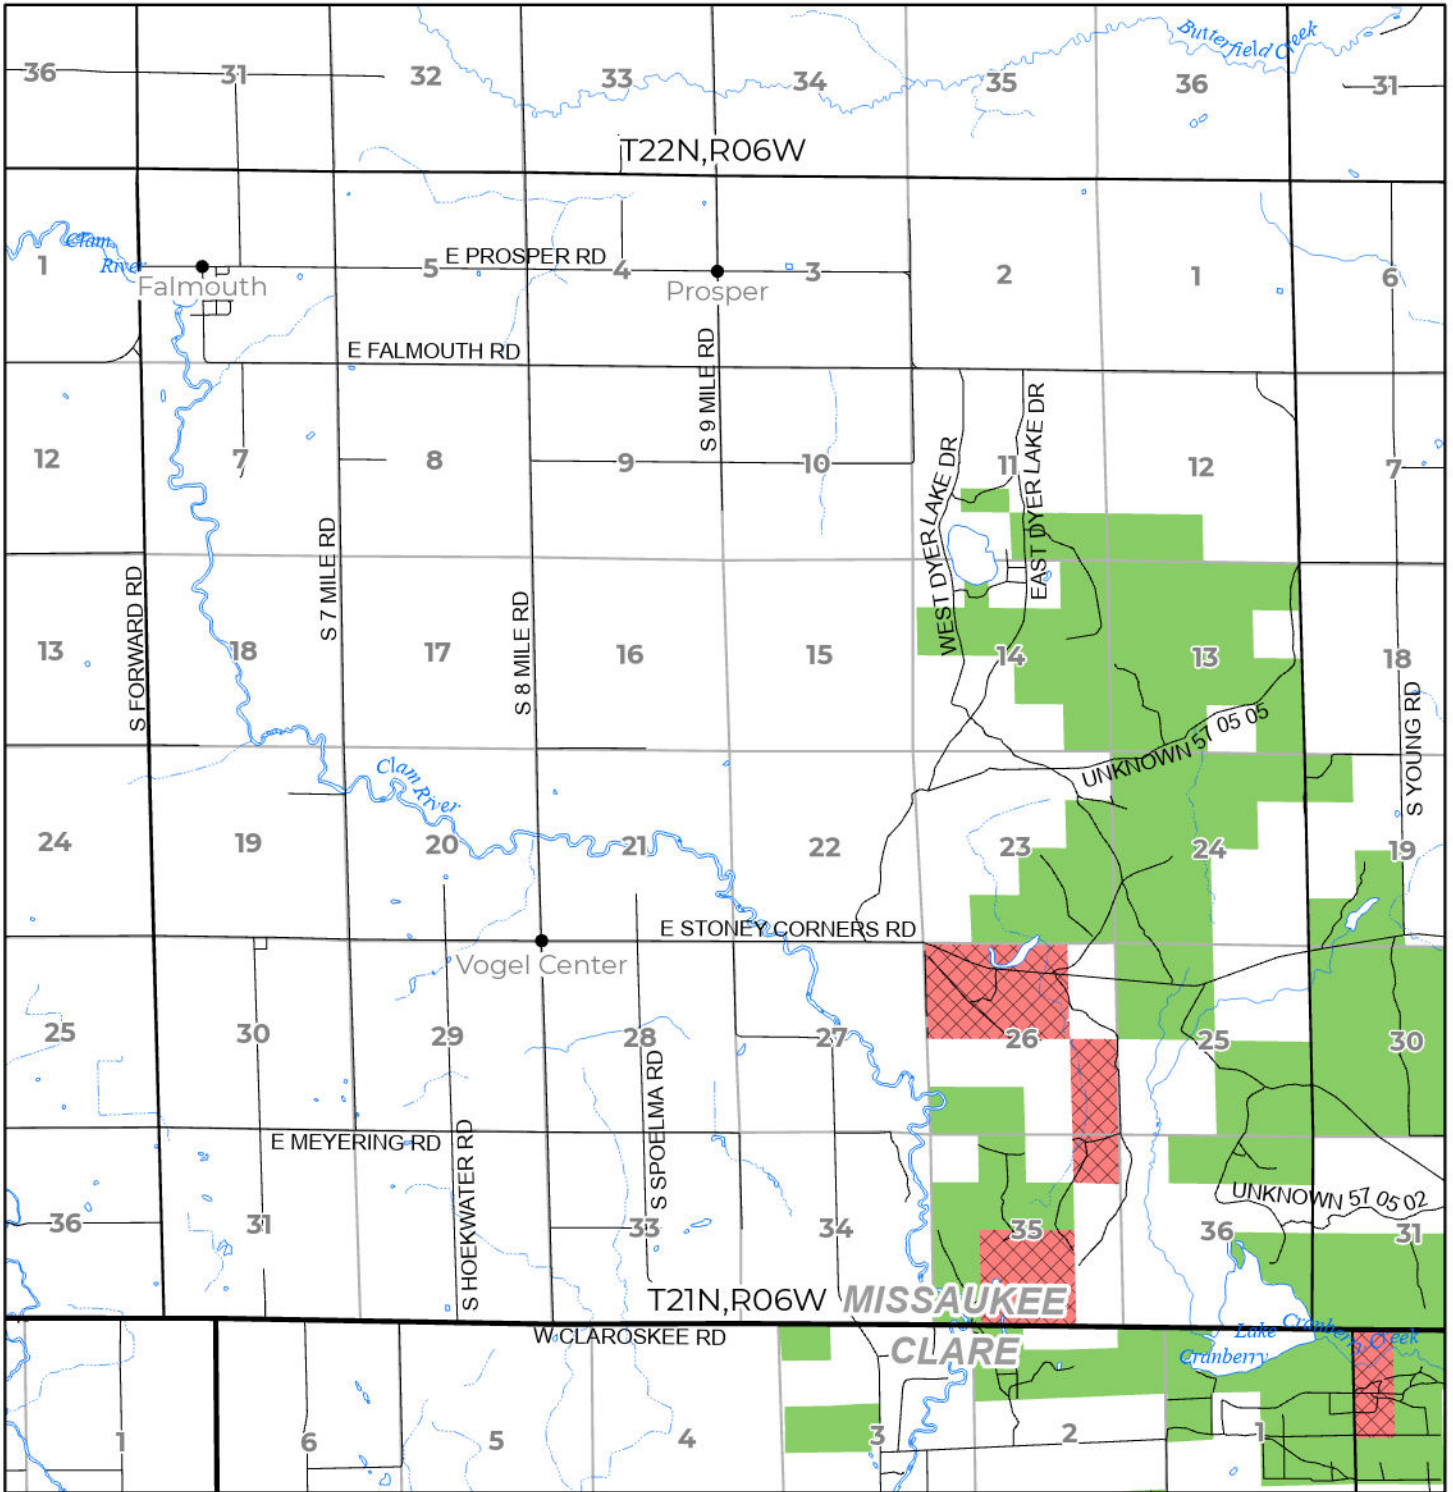 Butterfield Creek
36 31 32 33 34 35 36 31
T22N,R06W
Clam River
1 5 4 3 2 1 6
E PROSPER RD
Falmouth
Prosper
E FALMOUTH RD
S 9 MILE RD
WEST DYER LAKE DR
EAST DYER LAKE DR
12 7 8 9 10 11 12 7
S FORWARD RD
S 7 MILE RD
S 8 MILE RD
13 18 17 16 15 14 13 18
UNKNOWN 57 05 05
S YOUNG RD
Clam River
24 19 20 21 22 23 24 19
E STONEY CORNERS RD
Vogel Center
25 30 29 28 27 26 25 30
S SPOELMA RD
S HOEKWATER RD
E MEYERING RD
UNKNOWN 57 05 02
36 31 33 34 35 36 31
T21N,R06W
MISSAUKEE
W CLAROSKEE RD
CLARE
Lake
Cranberry
Cranberry Creek
1 6 5 4 3 2 1